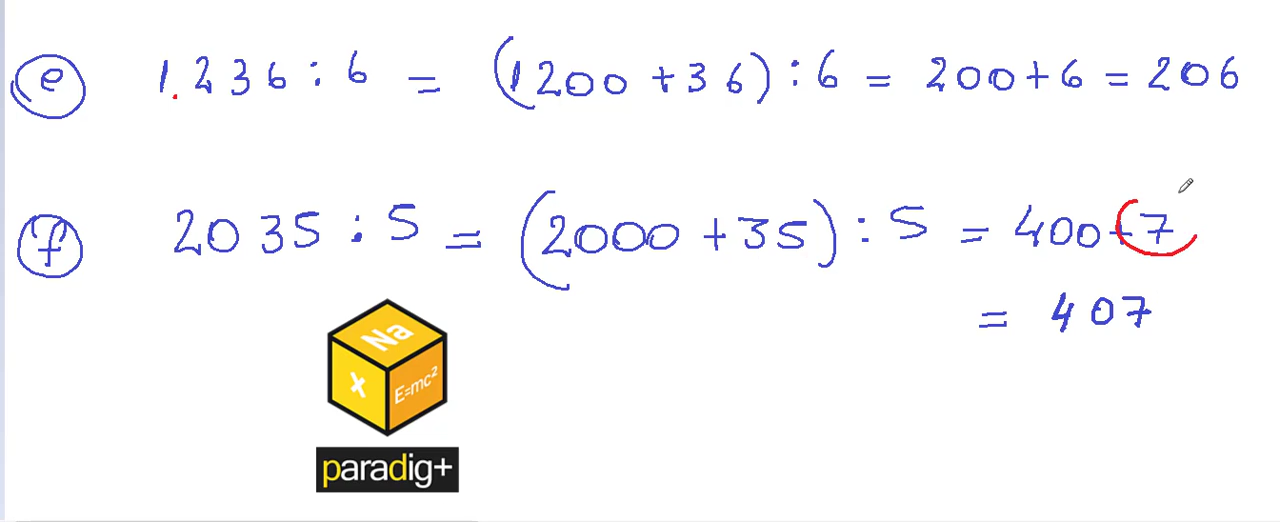 e 1.236 : 6 = (1200 + 36) : 6 = 200 + 6 = 206
f 2035 : 5 = (2000 + 35) : 5 = 400 + 7
= 407
Na
x E=mc²
paradig+